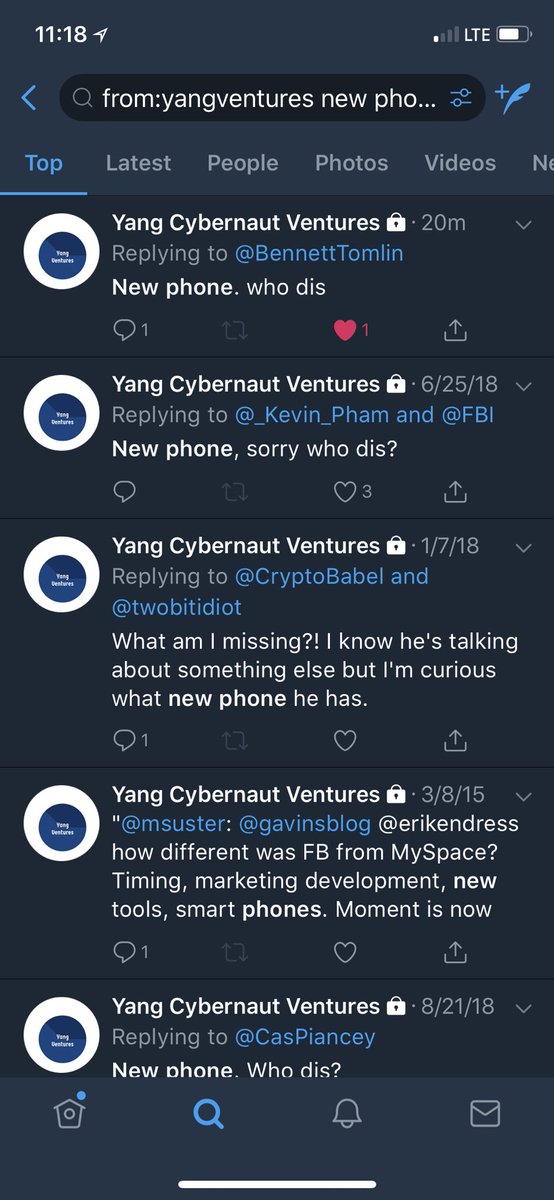 11:18
LTE
from:yangventures new pho...
Top Latest People Photos Videos Ne
Yang Cybernaut Ventures · 20m
Replying to @BennettTomlin
New phone. who dis
1 1
Yang Ventures
Yang Cybernaut Ventures · 6/25/18
Replying to @_Kevin_Pham and @FBI
New phone, sorry who dis?
3
Yang Ventures
Yang Cybernaut Ventures · 1/7/18
Replying to @CryptoBabel and
@twobitidiot
What am I missing?! I know he's talking
about something else but I'm curious
what new phone he has.
1
Yang Ventures
Yang Cybernaut Ventures · 3/8/15
"@msuster: @gavinsblog @erikendress
how different was FB from MySpace?
Timing, marketing development, new
tools, smart phones. Moment is now
1
Yang Ventures
Yang Cybernaut Ventures · 8/21/18
Replying to @CasPiancey
New phone. Who dis?
Yang Ventures